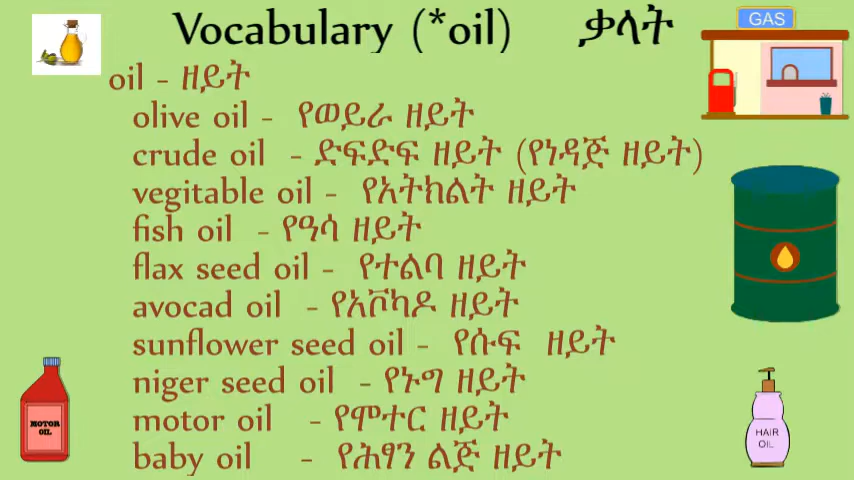 Vocabulary (*oil) ቃላት
GAS
oil - ዘይት
olive oil - የወይራ ዘይት
crude oil - ድፍድፍ ዘይት (የነዳጅ ዘይት)
vegitable oil - የአትክልት ዘይት
fish oil - የዓሳ ዘይት
flax seed oil - የተልባ ዘይት
avocad oil - የአቮካዶ ዘይት
sunflower seed oil - የሱፍ ዘይት
niger seed oil - የኑግ ዘይት
motor oil - የሞተር ዘይት
baby oil - የሕፃን ልጅ ዘይት
MOTOR
OIL
HAIR
OIL